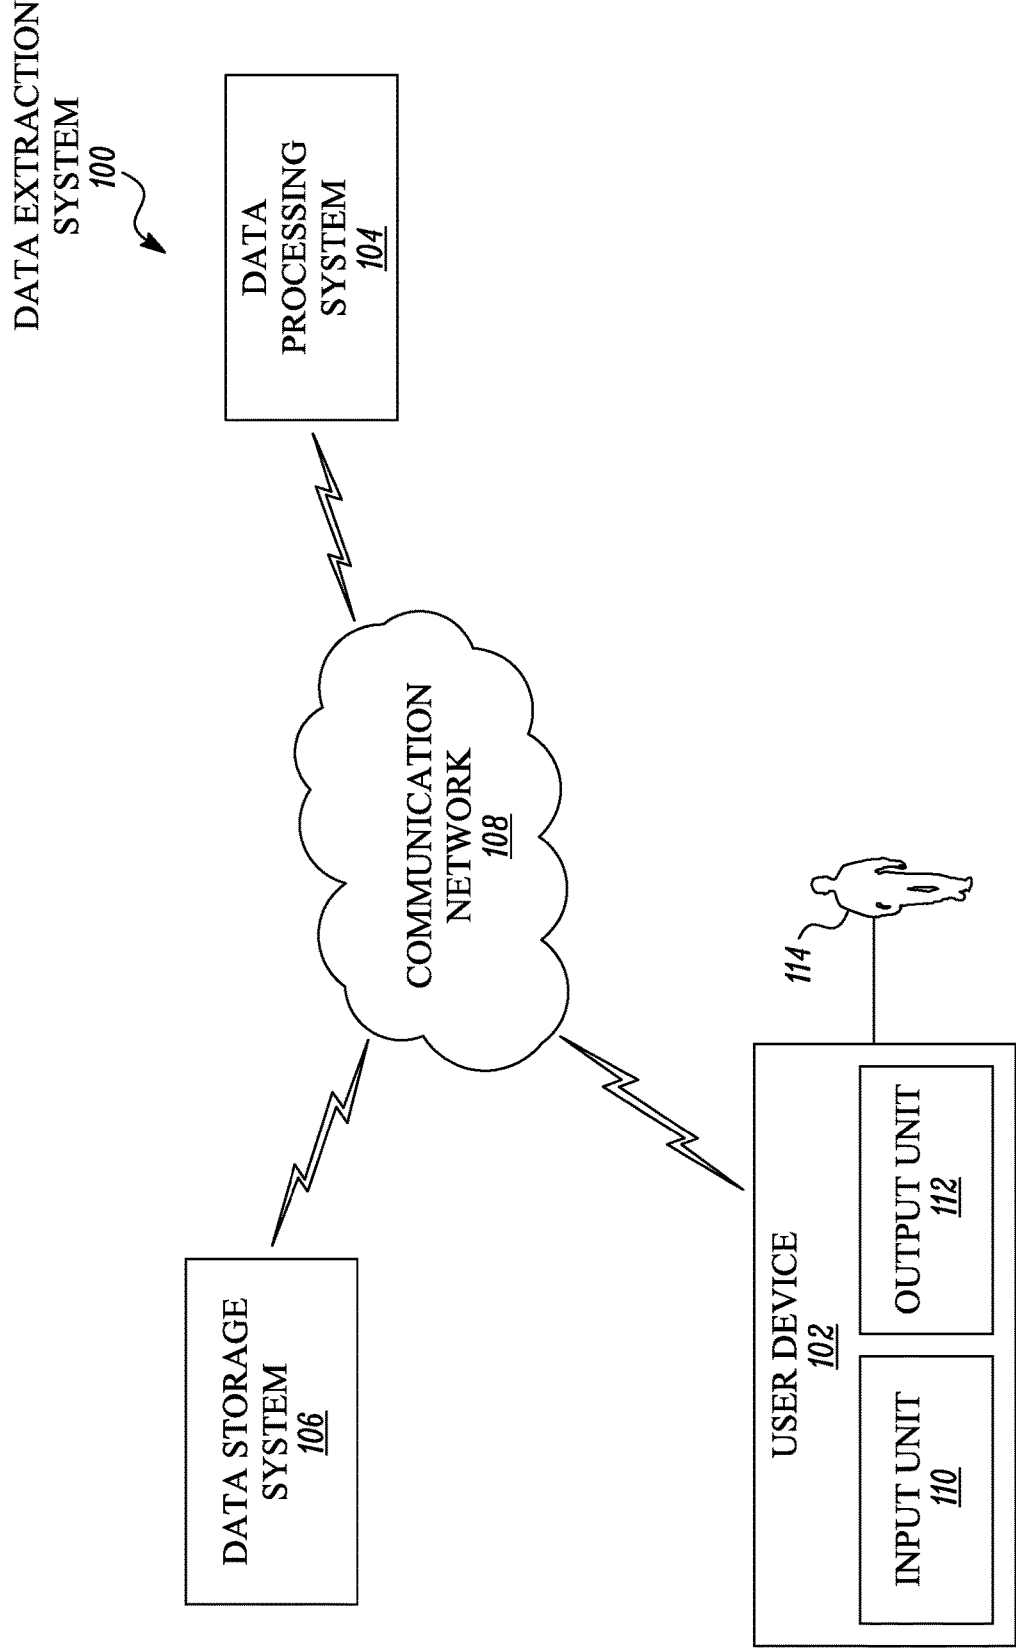 DATA EXTRACTION
SYSTEM
100
DATA STORAGE
SYSTEM
106
DATA
PROCESSING
SYSTEM
104
COMMUNICATION
NETWORK
108
USER DEVICE
102
114
INPUT UNIT
110
OUTPUT UNIT
112